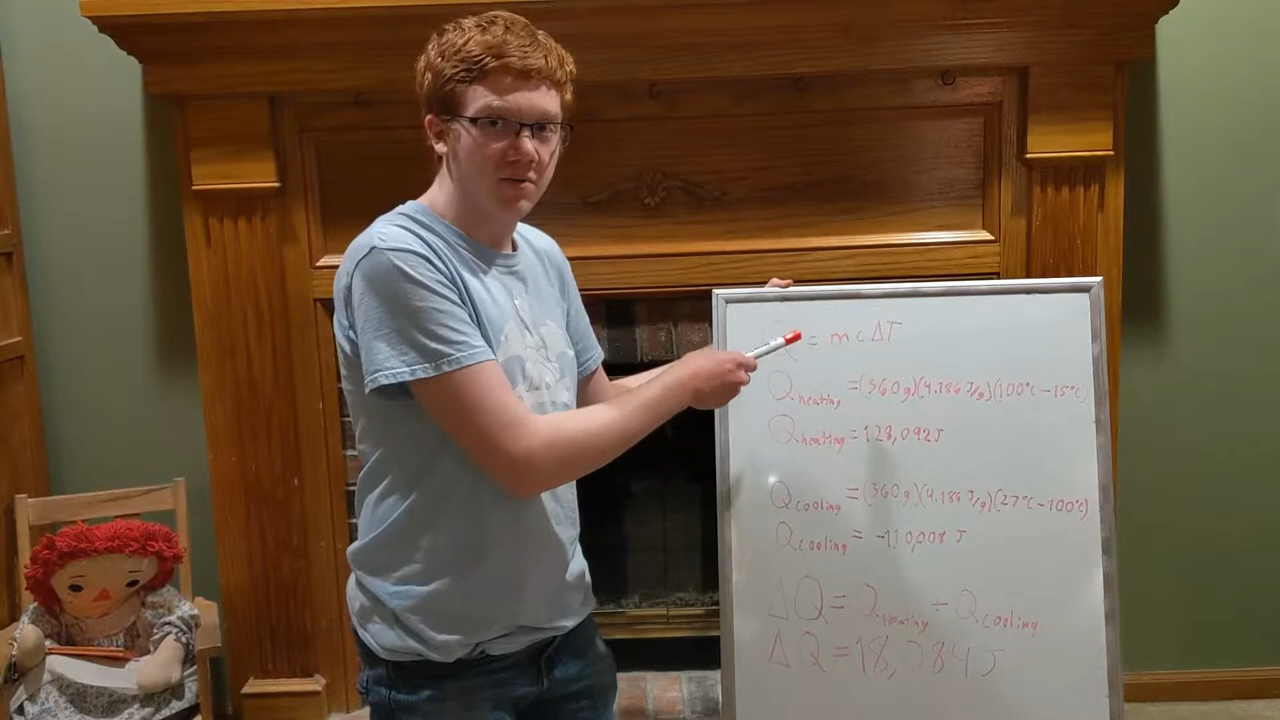 Q = mcΔT
Q heating = (360g)(4.186 J/g)(100°C - 15°C)
Q heating = 128,092J
Q cooling = (360g)(4.186 J/g)(27°C - 100°C)
Q cooling = -110,008 J
ΔQ = Q heating + Q cooling
ΔQ = 18,084 J